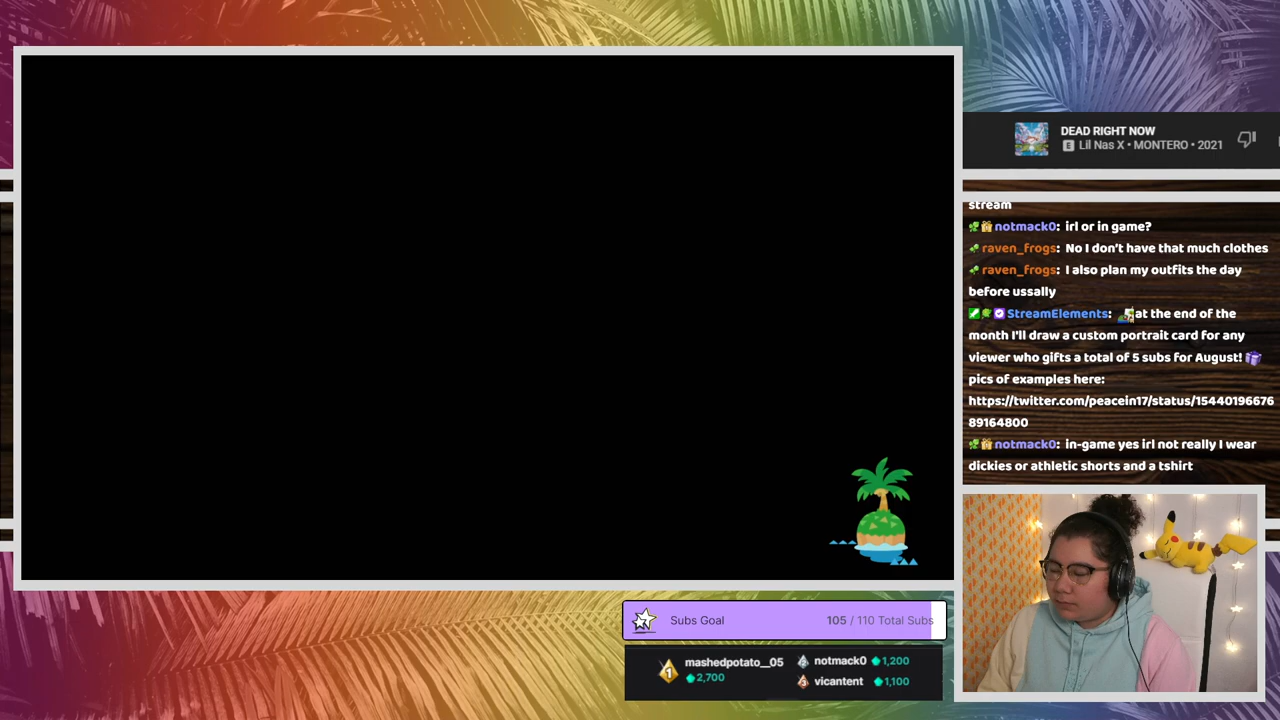 DEAD RIGHT NOW
E Lil Nas X • MONTERO • 2021
stream
notmack0: irl or in game?
raven_frogs: No I don't have that much clothes
raven_frogs: I also plan my outfits the day
before ussally
StreamElements: at the end of the
month I'll draw a custom portrait card for any
viewer who gifts a total of 5 subs for August!
pics of examples here:
https://twitter.com/peacein17/status/15440196676
89164800
notmack0: in-game yes irl not really I wear
dickies or athletic shorts and a tshirt
Subs Goal 105 / 110 Total Subs
1 mashedpotato__05 2,700
2 notmack0 1,200
3 vicantent 1,100